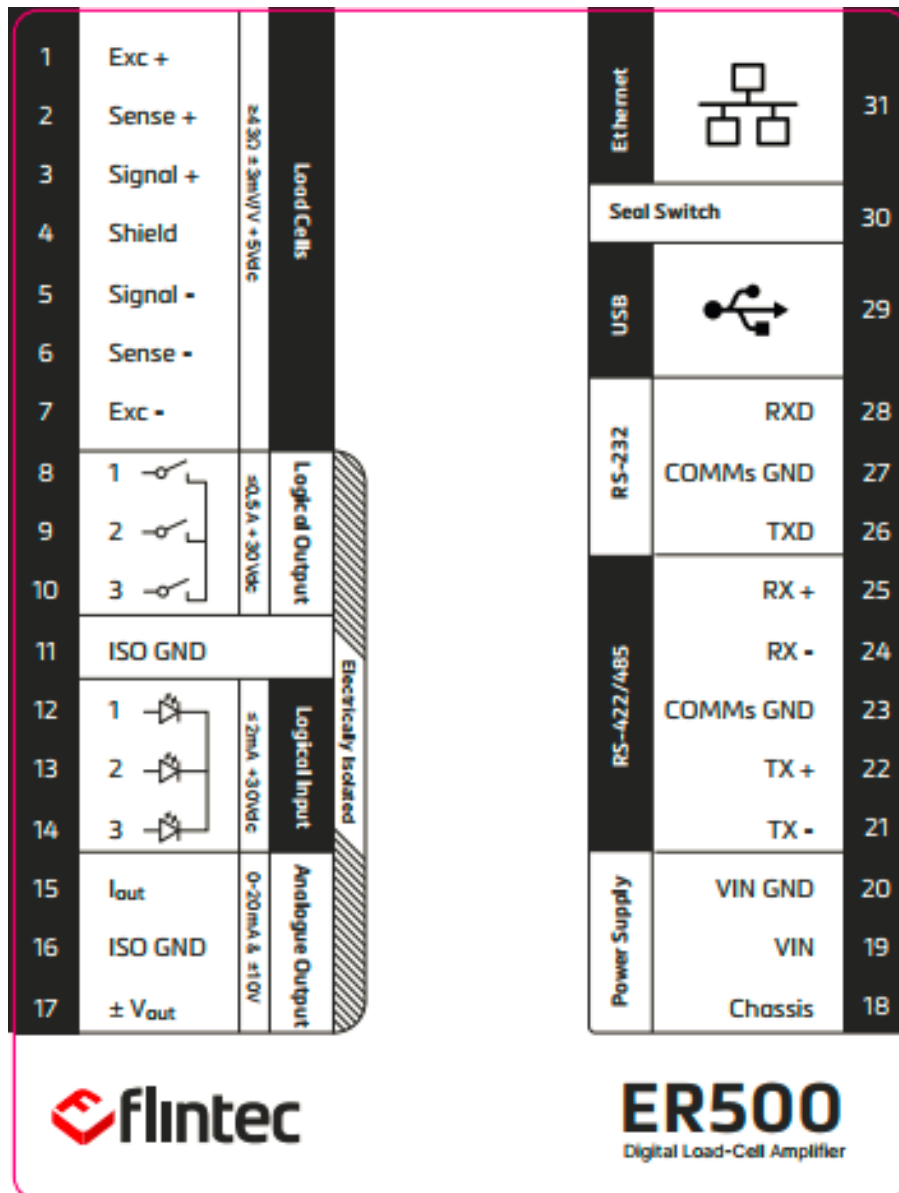 1 Exc +
2 Sense +
3 Signal +
4 Shield
5 Signal -
6 Sense -
7 Exc -
≥43Ω ± 3mV/V + 5Vdc
Load Cells
8 1
9 2
10 3
≤0.5 A + 30 Vdc
Logical Output
11 ISO GND
12 1
13 2
14 3
≤ 2mA +30Vdc
Logical Input
Electrically Isolated
15 Iout
16 ISO GND
17 ± Vout
0-20mA & ±10V
Analogue Output
Ethernet
31
Seal Switch 30
USB
29
RS-232
RXD 28
COMMs GND 27
TXD 26
RS-422/485
RX + 25
RX - 24
COMMs GND 23
TX + 22
TX - 21
Power Supply
VIN GND 20
VIN 19
Chassis 18
flintec
ER500
Digital Load-Cell Amplifier